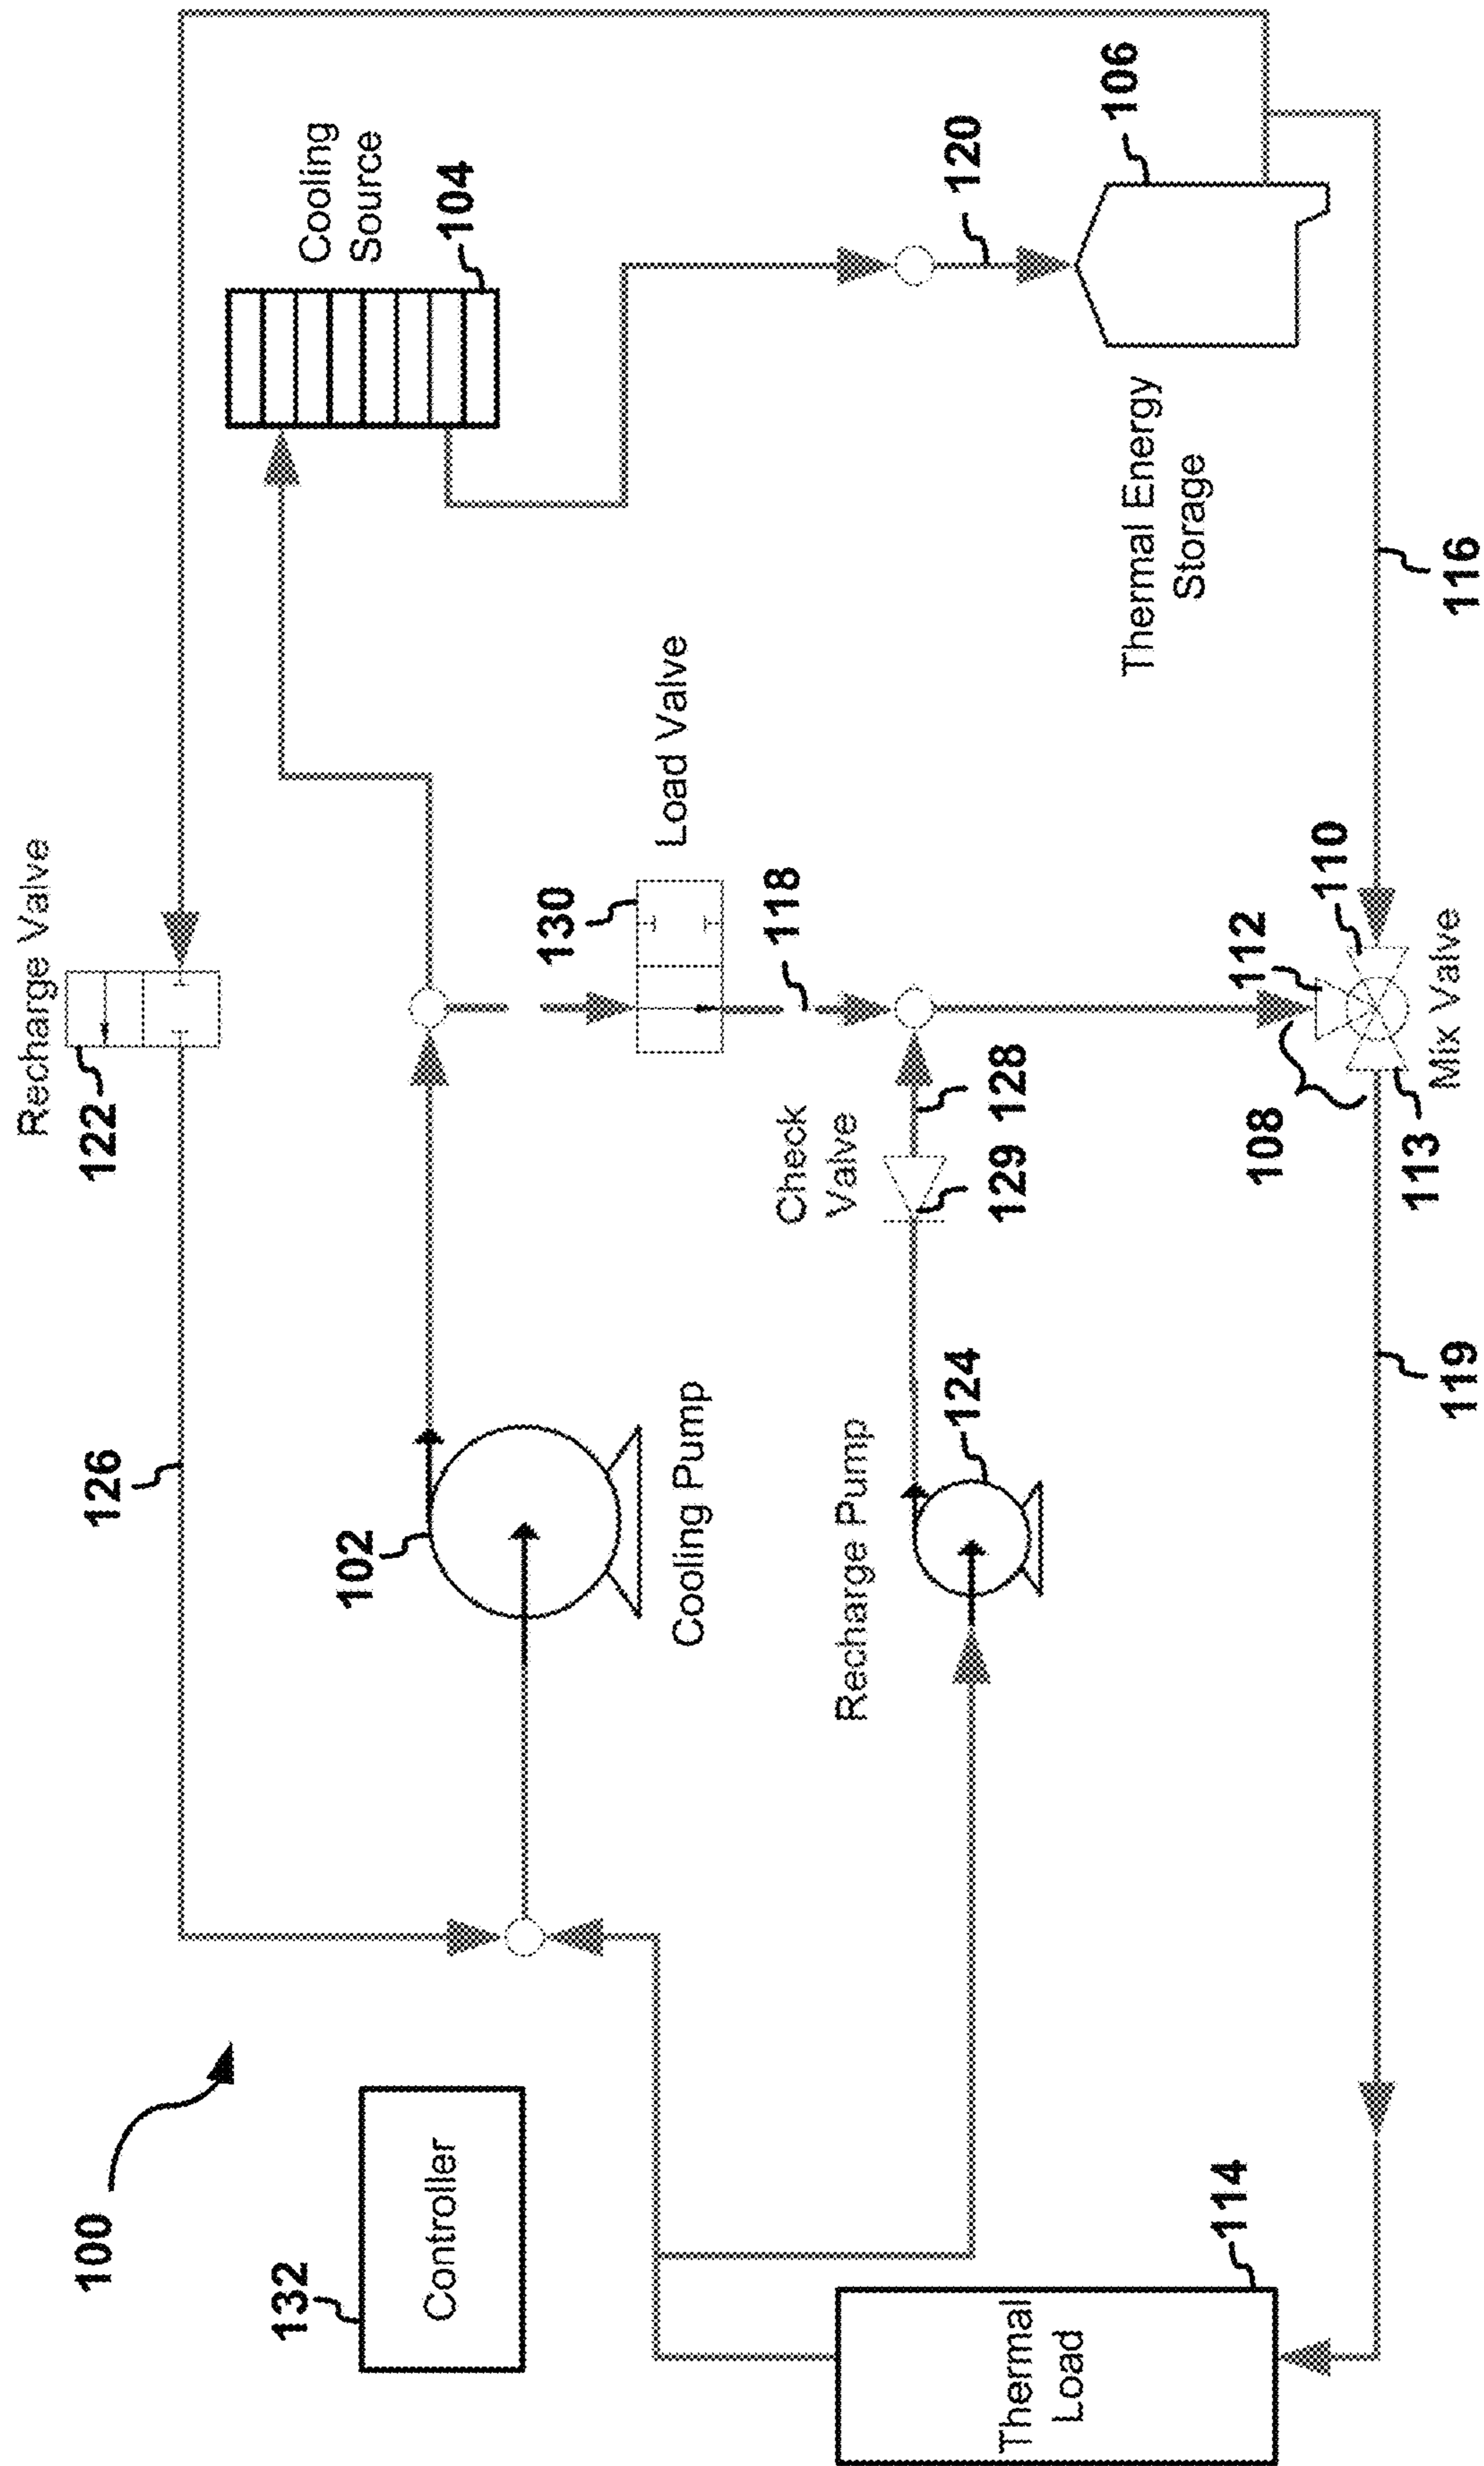 Recharge Valve
100
126
122
132
Cooling
Source
102
Controller
104
130
Load Valve
Cooling Pump
118
Check
Valve
Recharge Pump
124
120
129
128
Thermal
Load
106
Thermal Energy
Storage
114
112
108
110
113
Mix Valve
119
116